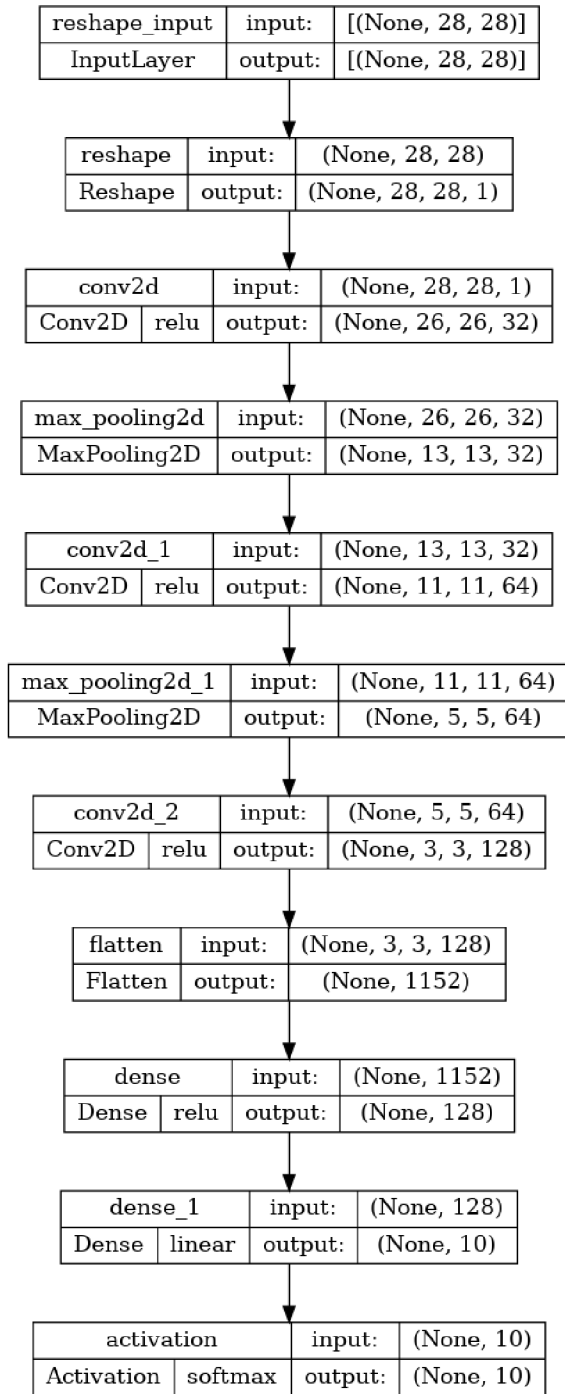 reshape_input input: [(None, 28, 28)]
InputLayer output: [(None, 28, 28)]
reshape input: (None, 28, 28)
Reshape output: (None, 28, 28, 1)
conv2d input: (None, 28, 28, 1)
Conv2D relu output: (None, 26, 26, 32)
max_pooling2d input: (None, 26, 26, 32)
MaxPooling2D output: (None, 13, 13, 32)
conv2d_1 input: (None, 13, 13, 32)
Conv2D relu output: (None, 11, 11, 64)
max_pooling2d_1 input: (None, 11, 11, 64)
MaxPooling2D output: (None, 5, 5, 64)
conv2d_2 input: (None, 5, 5, 64)
Conv2D relu output: (None, 3, 3, 128)
flatten input: (None, 3, 3, 128)
Flatten output: (None, 1152)
dense input: (None, 1152)
Dense relu output: (None, 128)
dense_1 input: (None, 128)
Dense linear output: (None, 10)
activation input: (None, 10)
Activation softmax output: (None, 10)